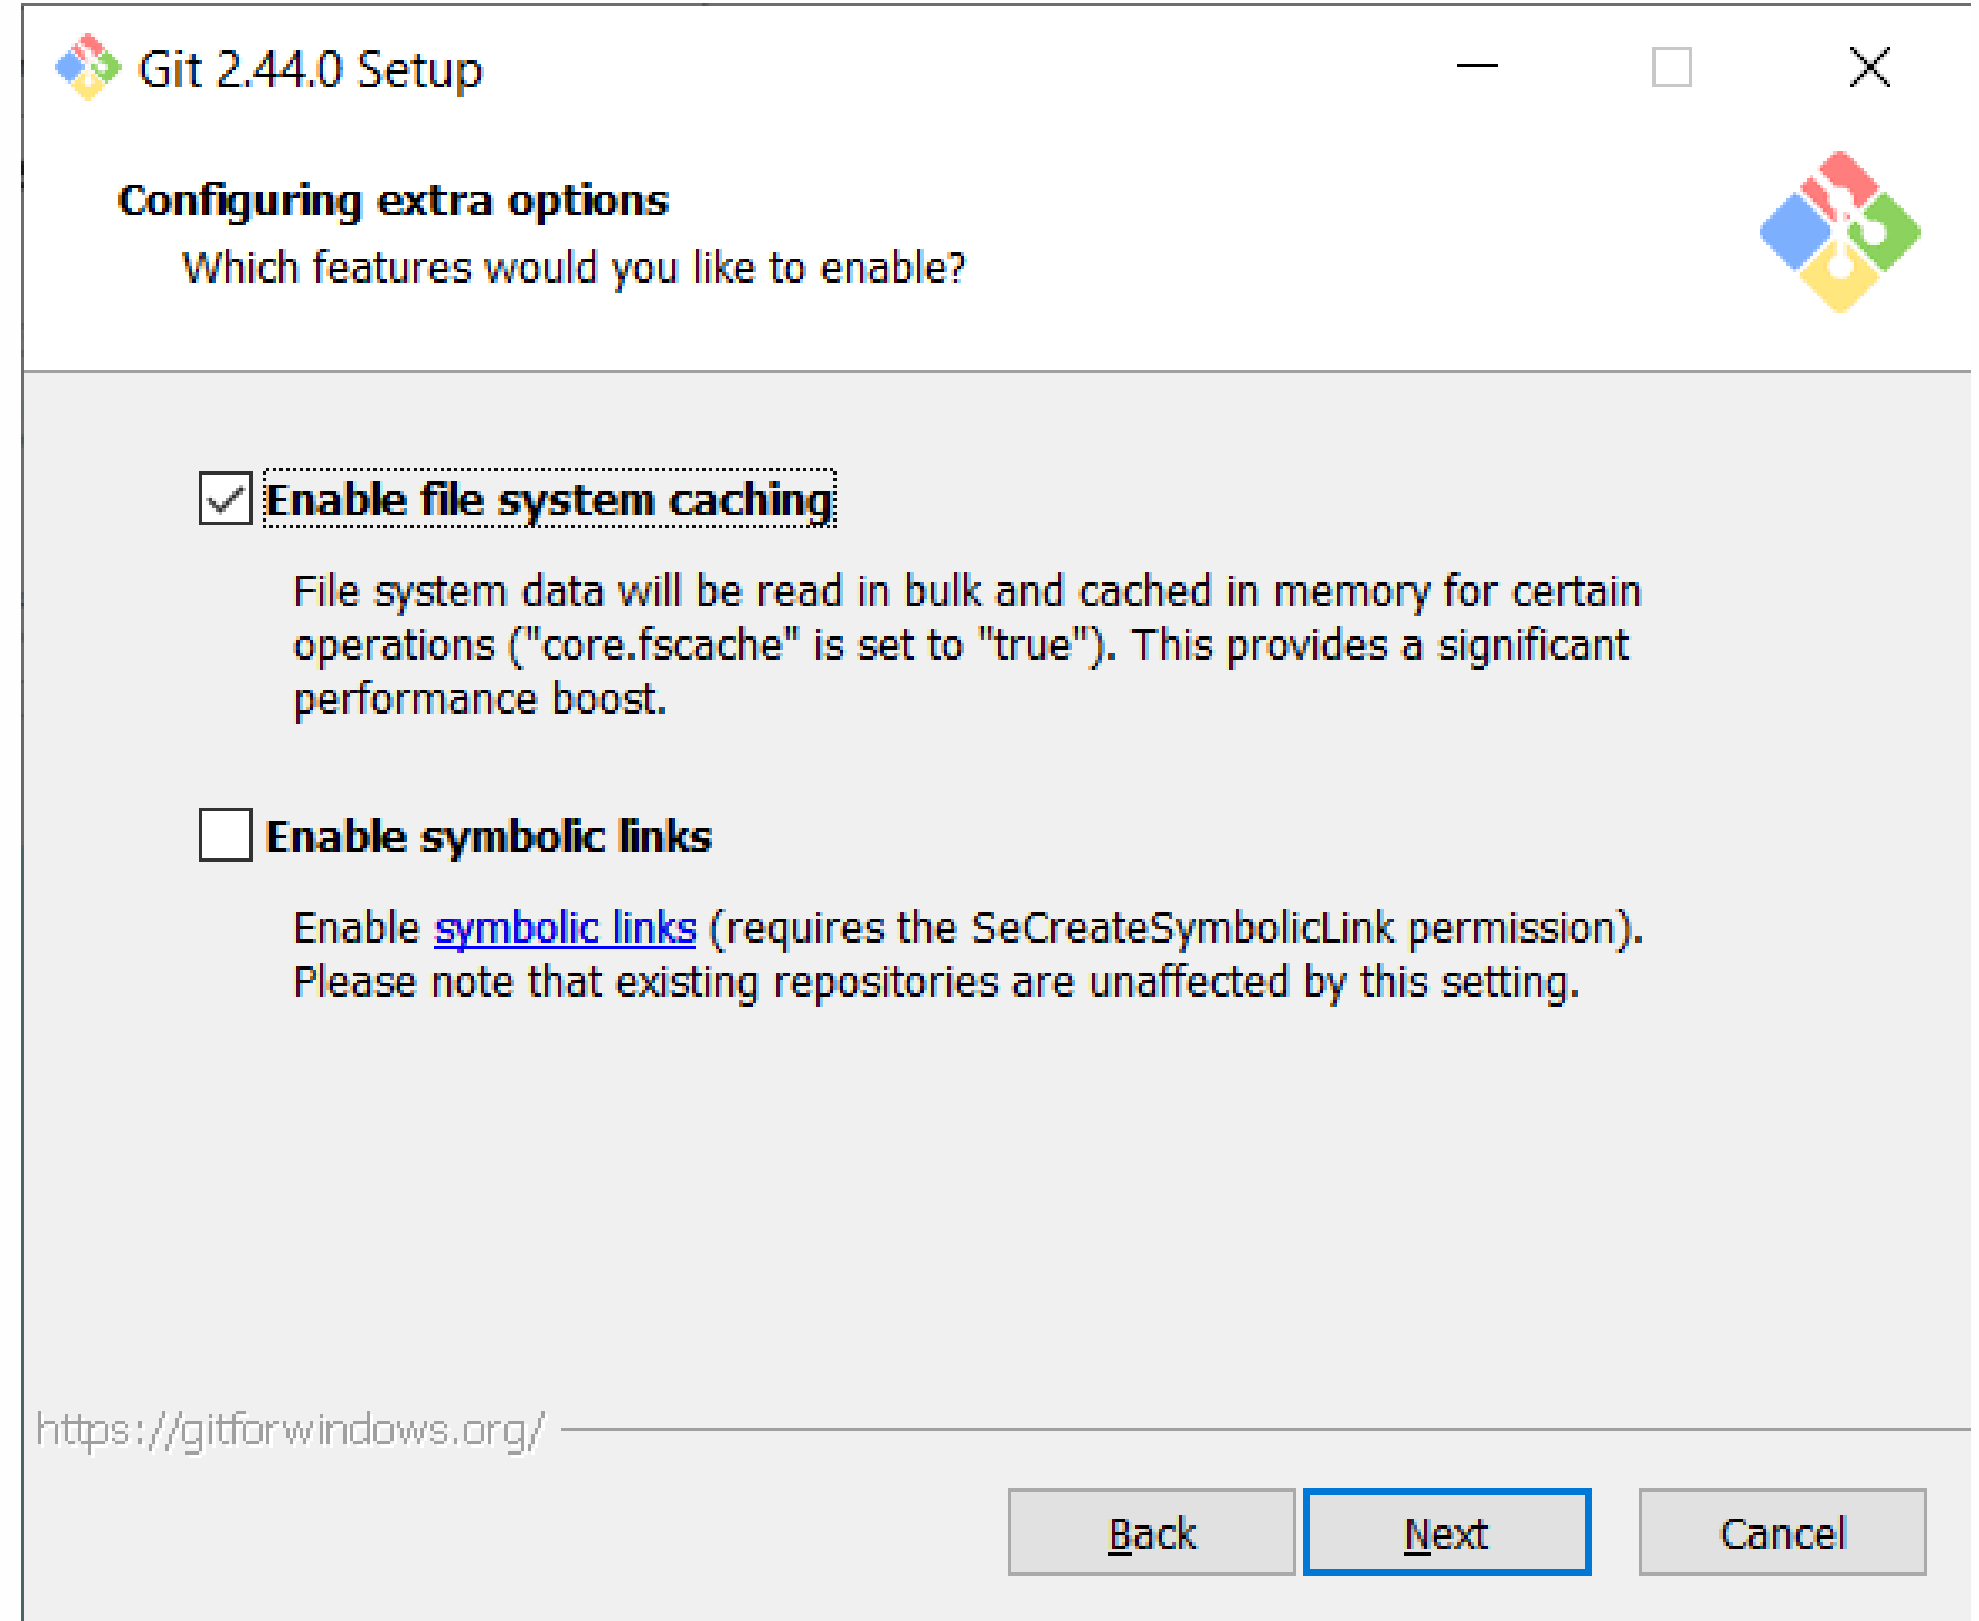 Git 2.44.0 Setup
Configuring extra options
Which features would you like to enable?
Enable file system caching
File system data will be read in bulk and cached in memory for certain
operations ("core.fscache" is set to "true"). This provides a significant
performance boost.
Enable symbolic links
Enable symbolic links (requires the SeCreateSymbolicLink permission).
Please note that existing repositories are unaffected by this setting.
https://gitforwindows.org/
Back Next Cancel